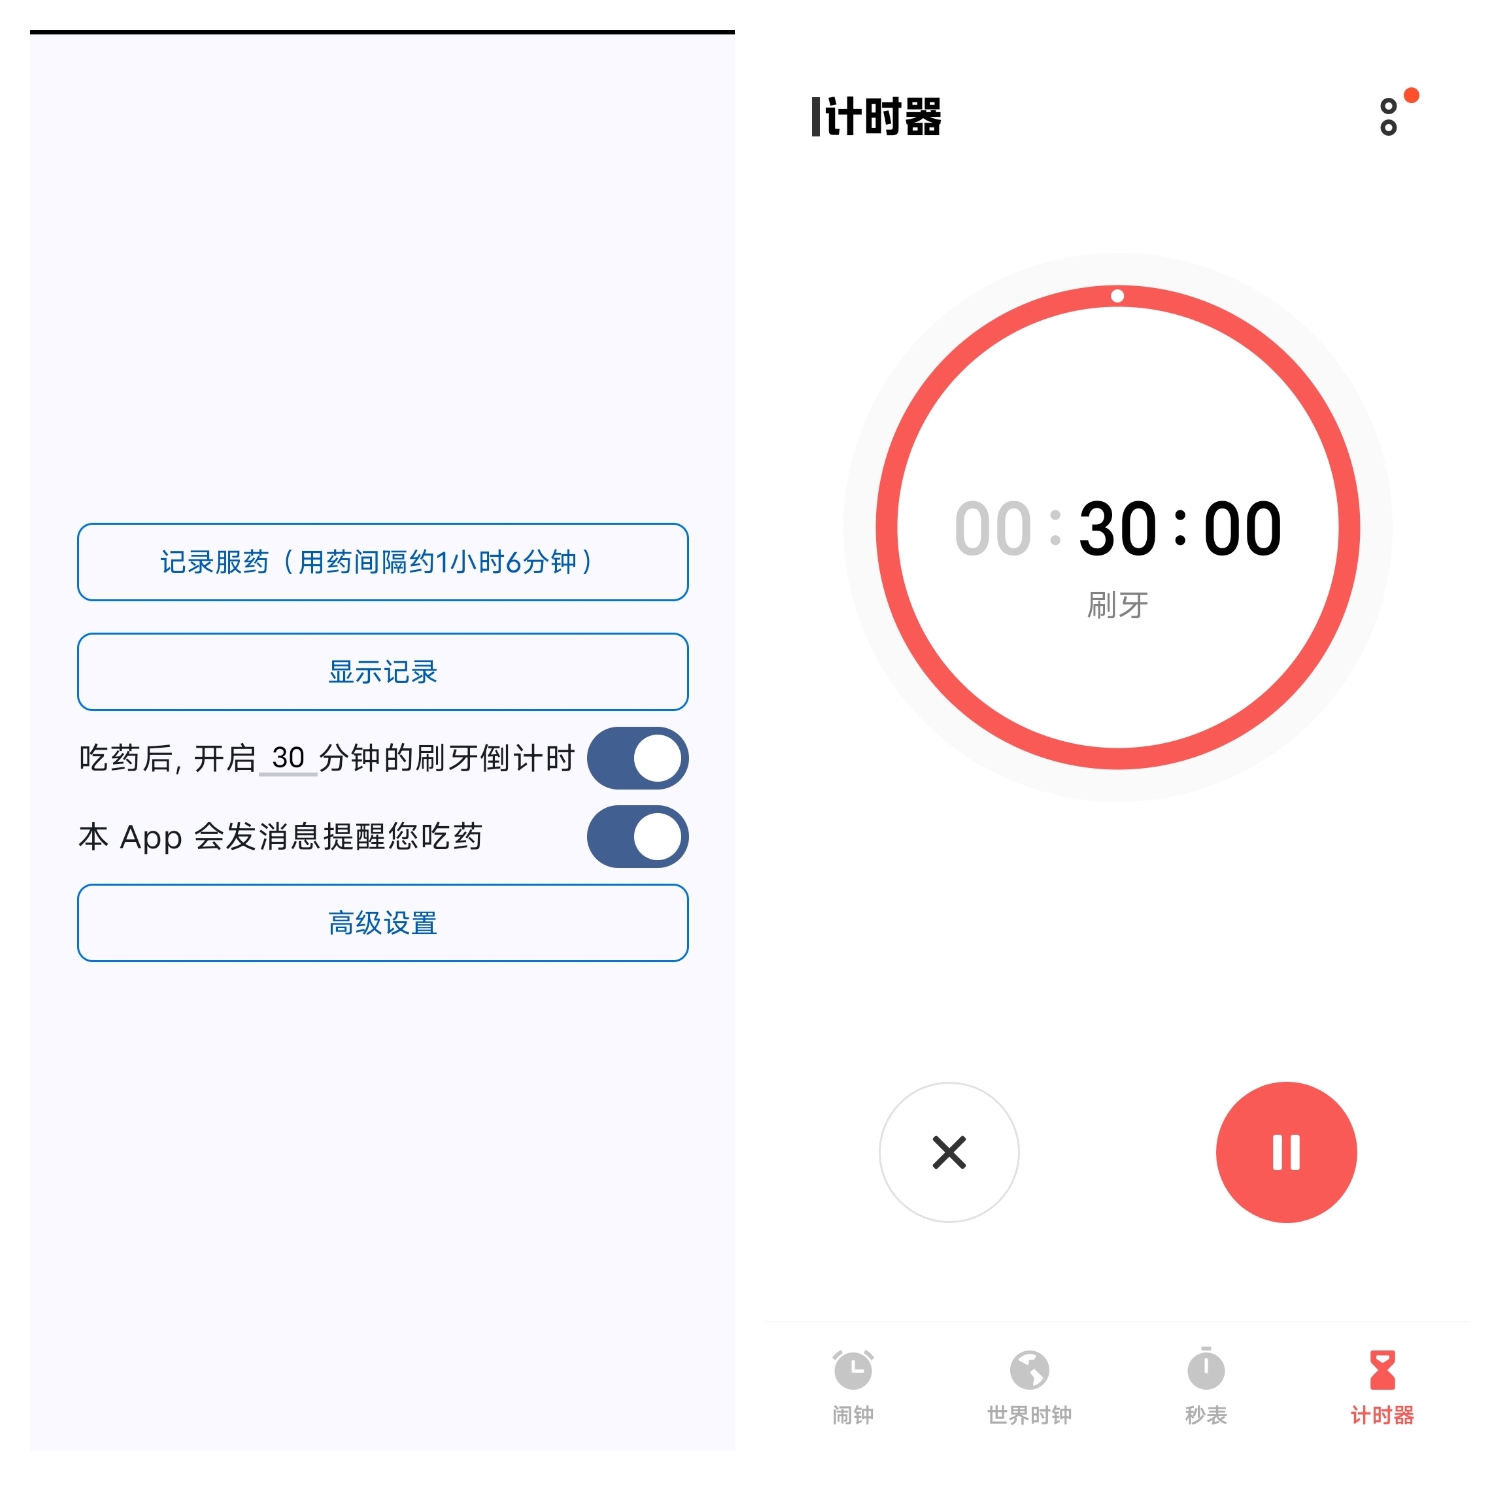 记录服药（用药间隔约1小时6分钟）
显示记录
吃药后, 开启 30 分钟的刷牙倒计时
本 App 会发消息提醒您吃药
高级设置
计时器
00:30:00
刷牙
闹钟
世界时钟
秒表
计时器